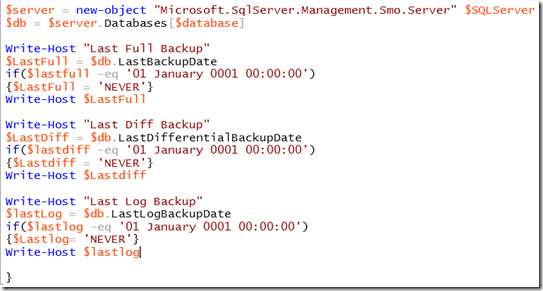 $server = new-object "Microsoft.SqlServer.Management.Smo.Server" $SQLServer
$db = $server.Databases[$database]
Write-Host "Last Full Backup"
$LastFull = $db.LastBackupDate
if($lastfull -eq '01 January 0001 00:00:00')
{$LastFull = 'NEVER'}
Write-Host $LastFull
Write-Host "Last Diff Backup"
$LastDiff = $db.LastDifferentialBackupDate
if($lastdiff -eq '01 January 0001 00:00:00')
{$Lastdiff = 'NEVER'}
Write-Host $Lastdiff
Write-Host "Last Log Backup"
$lastLog = $db.LastLogBackupDate
if($lastlog -eq '01 January 0001 00:00:00')
{$Lastlog= 'NEVER'}
Write-Host $lastlog
}